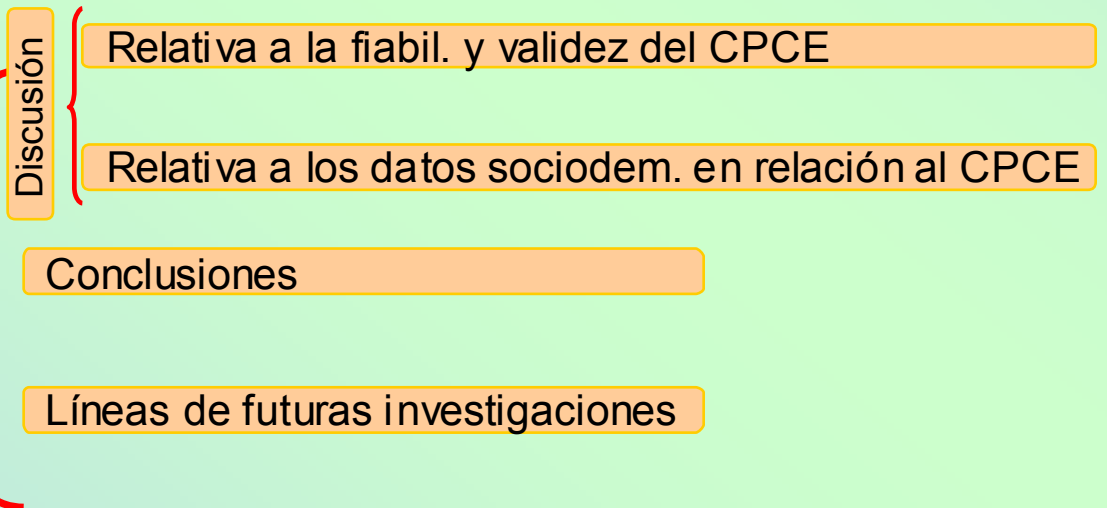 Discusión
Relativa a la fiabil. y validez del CPCE
Relativa a los datos sociodem. en relación al CPCE
Conclusiones
Líneas de futuras investigaciones